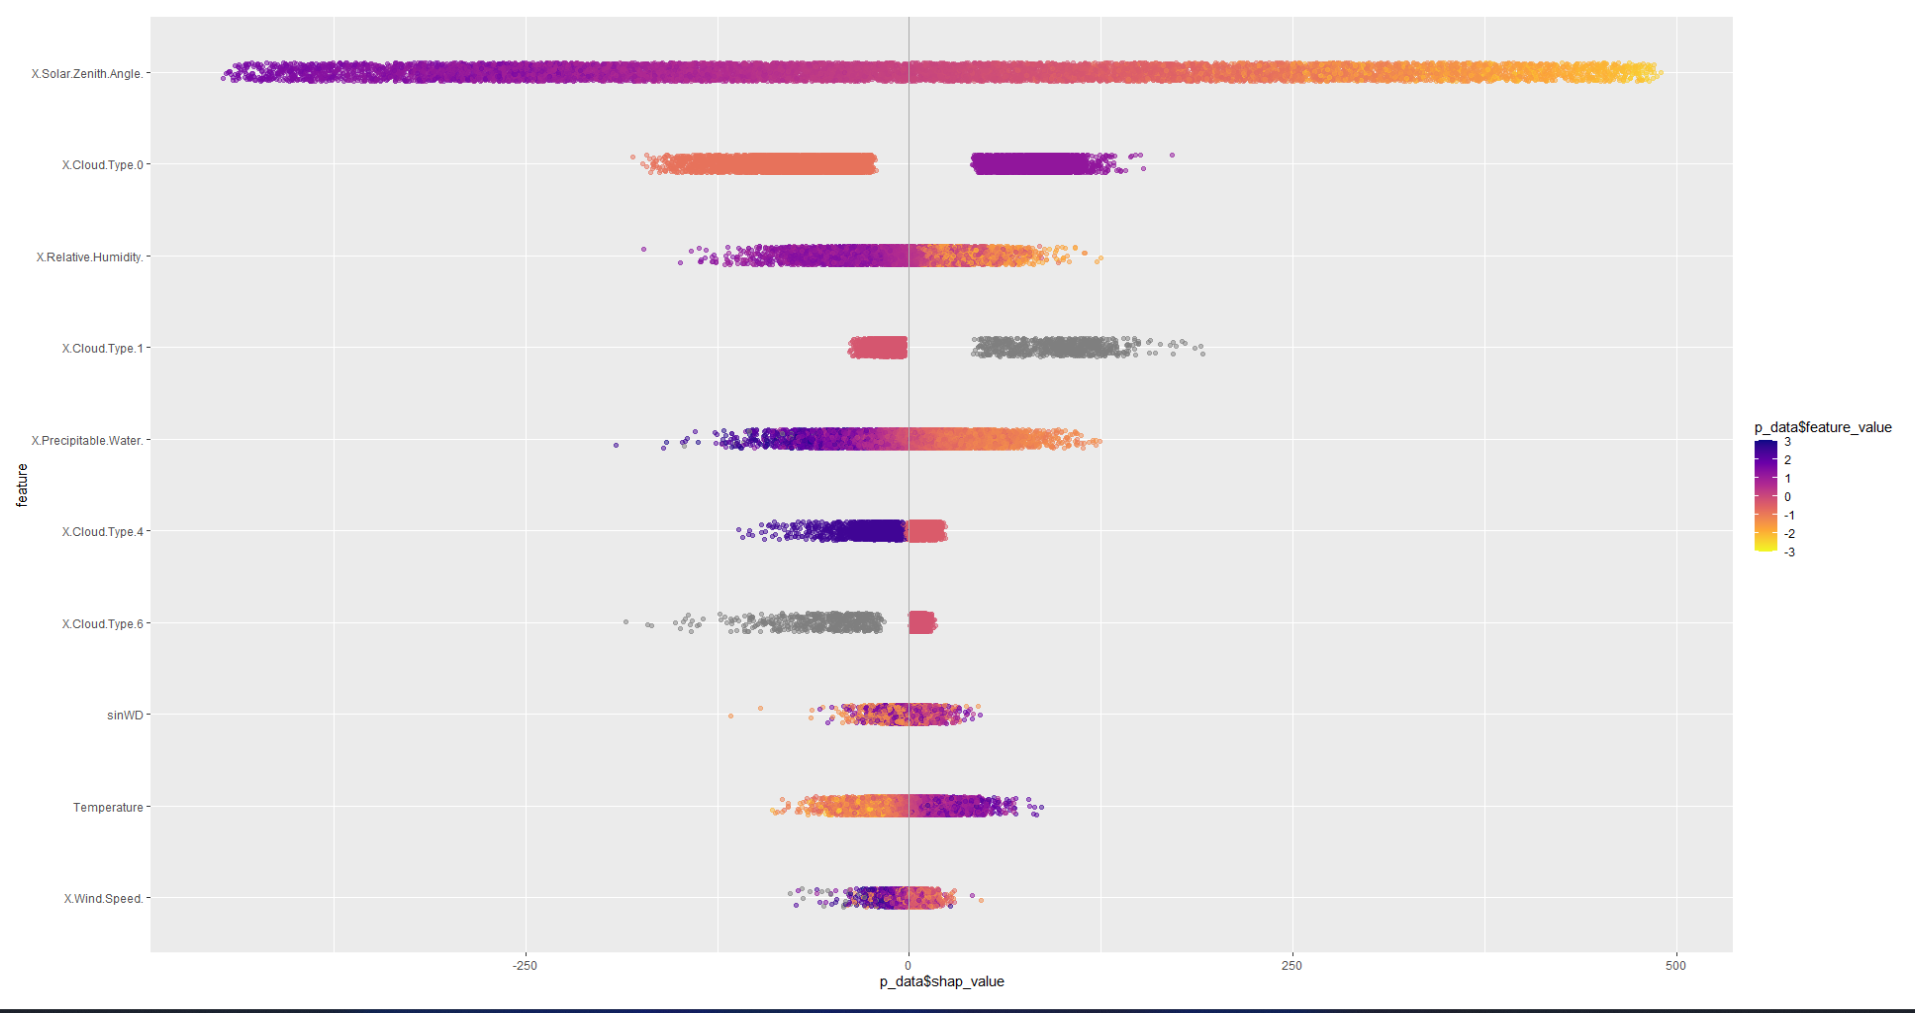 X.Solar.Zenith.Angle.
X.Cloud.Type.0
X.Relative.Humidity.
X.Cloud.Type.1
X.Precipitable.Water.
X.Cloud.Type.4
X.Cloud.Type.6
sinWD
Temperature
X.Wind.Speed.
feature
-250
0
250
500
p_data$shap_value
p_data$feature_value
3
2
1
0
-1
-2
-3